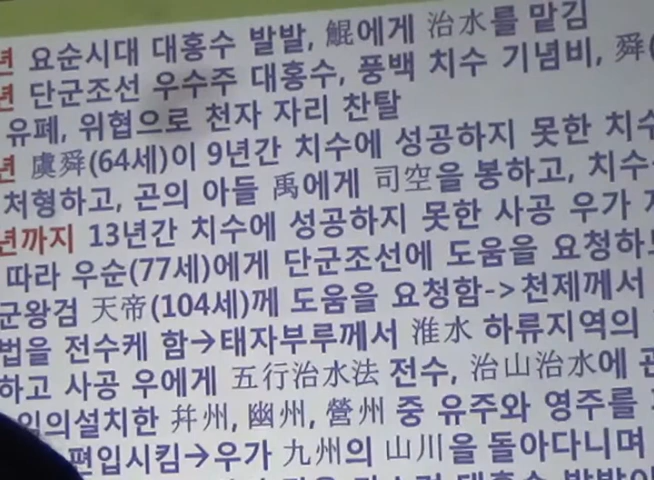 년 요순시대 대홍수 발발, 鯤에게 治水를 맡김
년 단군조선 우수주 대홍수, 풍백 치수 기념비, 舜(
유폐, 위협으로 천자 자리 찬탈
년 虞舜(64세)이 9년간 치수에 성공하지 못한 치수
처형하고, 곤의 아들 禹에게 司空을 봉하고, 치수
년까지 13년간 치수에 성공하지 못한 사공 우가
따라 우순(77세)에게 단군조선에 도움을 요청하
군왕검 天帝(104세)께 도움을 요청함->천제께서
법을 전수케 함→태자부루께서 淮水 하류지역의
하고 사공 우에게 五行治水法 전수, 治山治水에
임의설치한 幷州, 幽州, 營州 중 유주와 영주를
편입시킴→우가 九州의 山川을 돌아다니며